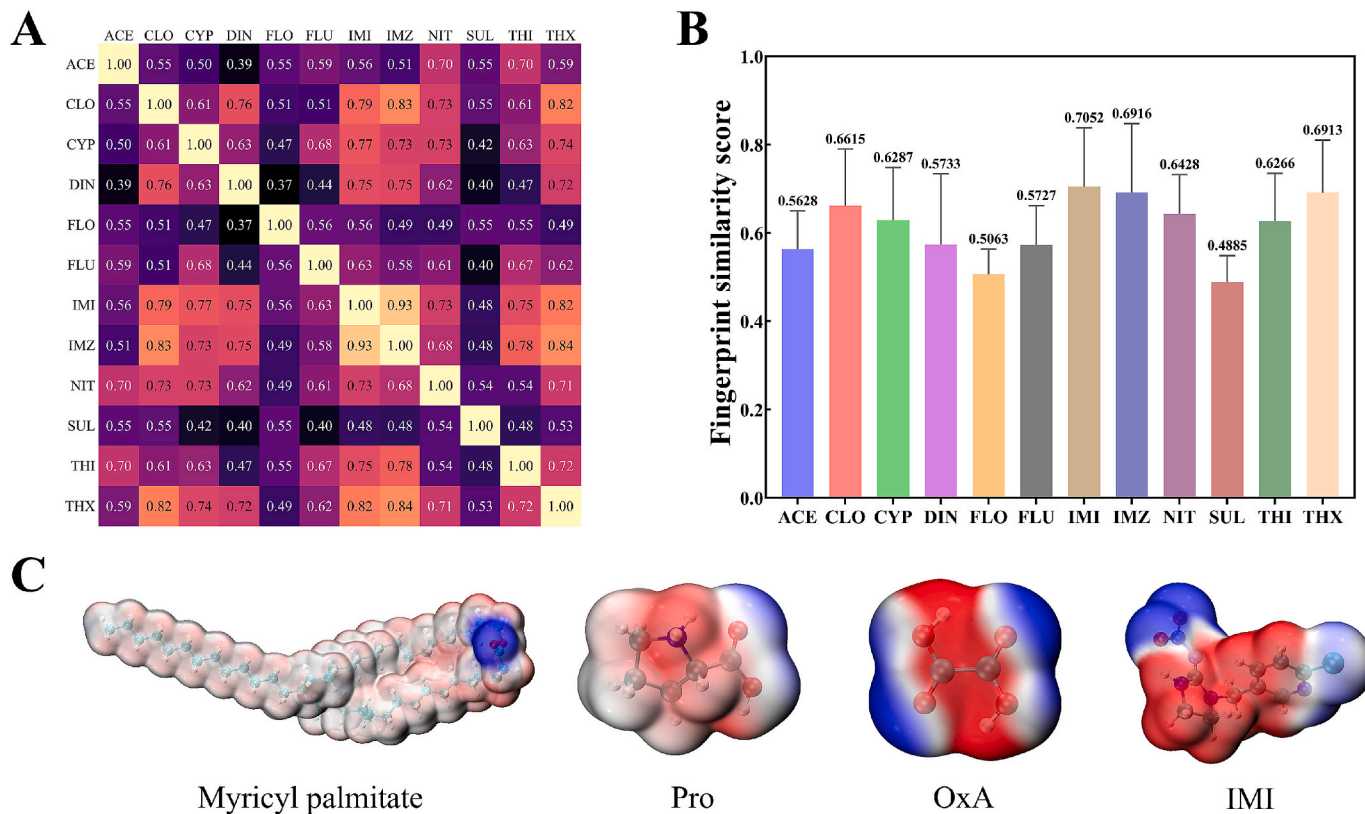 A
ACE CLO CYP DIN FLO FLU IMI IMZ NIT SUL THI THX
ACE 1.00 0.55 0.50 0.39 0.55 0.59 0.56 0.51 0.70 0.55 0.70 0.59
CLO 0.55 1.00 0.61 0.76 0.51 0.51 0.79 0.83 0.73 0.55 0.61 0.82
CYP 0.50 0.61 1.00 0.63 0.47 0.68 0.77 0.73 0.73 0.42 0.63 0.74
DIN 0.39 0.76 0.63 1.00 0.37 0.44 0.75 0.75 0.62 0.40 0.47 0.72
FLO 0.55 0.51 0.47 0.37 1.00 0.56 0.56 0.49 0.49 0.55 0.55 0.49
FLU 0.59 0.51 0.68 0.44 0.56 1.00 0.63 0.58 0.61 0.40 0.67 0.62
IMI 0.56 0.79 0.77 0.75 0.56 0.63 1.00 0.93 0.73 0.48 0.75 0.82
IMZ 0.51 0.83 0.73 0.75 0.49 0.58 0.93 1.00 0.68 0.48 0.78 0.84
NIT 0.70 0.73 0.73 0.62 0.49 0.61 0.73 0.68 1.00 0.54 0.54 0.71
SUL 0.55 0.55 0.42 0.40 0.55 0.40 0.48 0.48 0.54 1.00 0.48 0.53
THI 0.70 0.61 0.63 0.47 0.55 0.67 0.75 0.78 0.54 0.48 1.00 0.72
THX 0.59 0.82 0.74 0.72 0.49 0.62 0.82 0.84 0.71 0.53 0.72 1.00
B
Fingerprint similarity score
1.0
0.8
0.6
0.4
0.2
0.0
0.5628 0.6615 0.6287 0.5733 0.5063 0.5727 0.7052 0.6916 0.6428 0.4885 0.6266 0.6913
ACE CLO CYP DIN FLO FLU IMI IMZ NIT SUL THI THX
C
Myricyl palmitate Pro OxA IMI